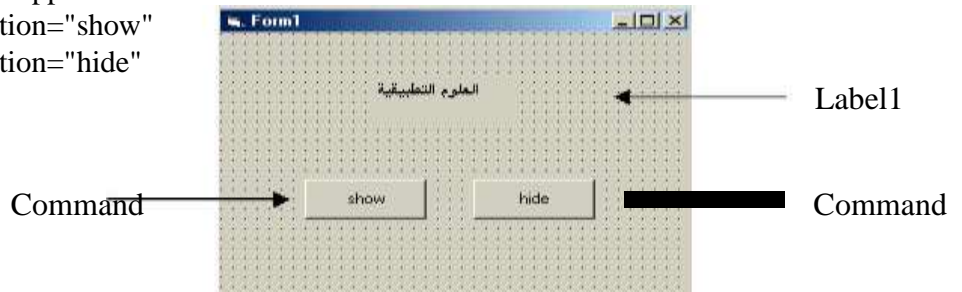 tion="show"
tion="hide"
Form1
العلوم التطبيقية
Label1
Command
show
hide
Command